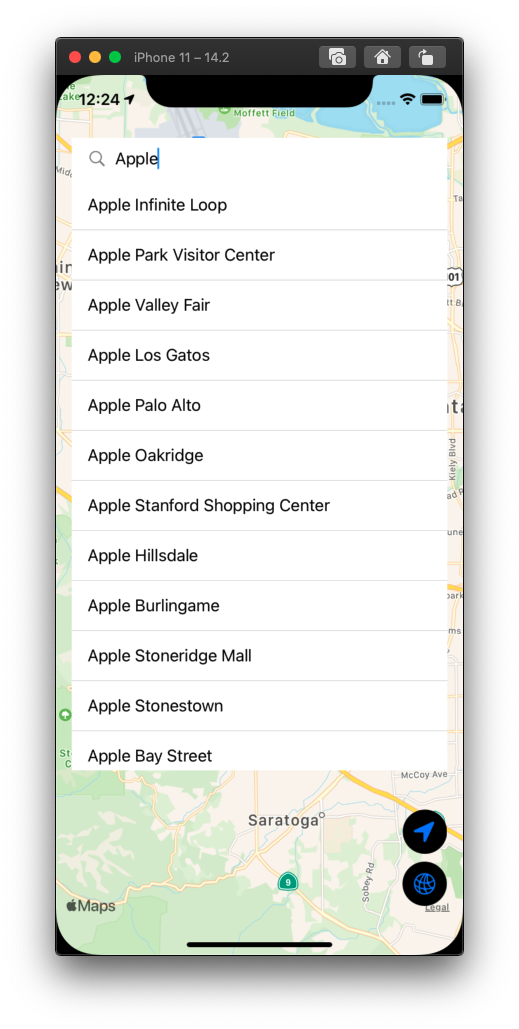 iPhone 11 – 14.2
12:24
Lake
Moffett Field
Apple
Apple Infinite Loop
Apple Park Visitor Center
Apple Valley Fair
Apple Los Gatos
Apple Palo Alto
Apple Oakridge
Kiely Blvd
Apple Stanford Shopping Center
Apple Hillsdale
Apple Burlingame
Apple Stoneridge Mall
Apple Stonestown
Apple Bay Street
McCoy Ave
Saratoga
9
Sobey Rd.
Maps
Legal